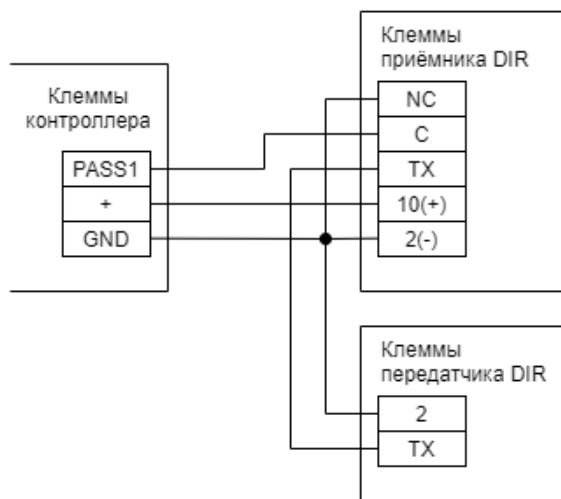 Клеммы
контроллера
PASS1
+
GND
Клеммы
приёмника DIR
NC
C
TX
10(+)
2(-)
Клеммы
передатчика DIR
2
TX